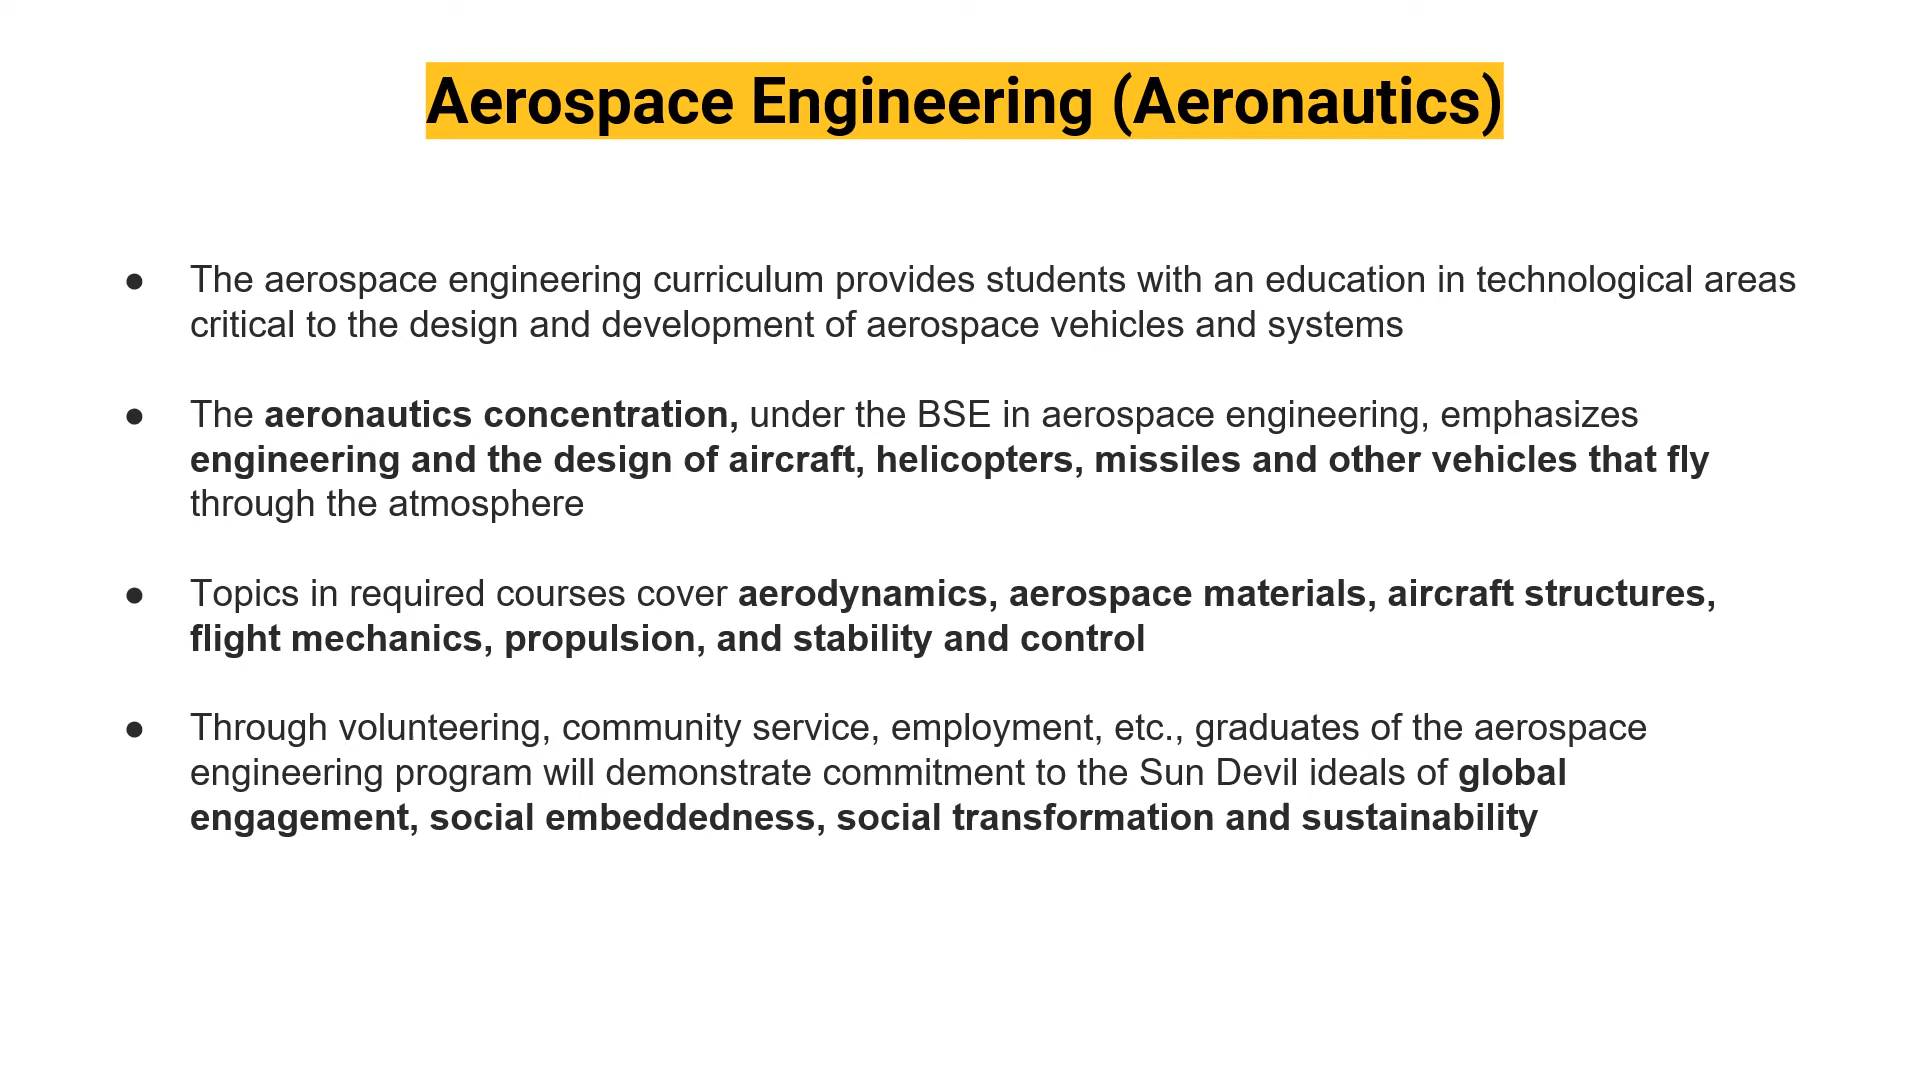 Aerospace Engineering (Aeronautics)
● The aerospace engineering curriculum provides students with an education in technological areas
critical to the design and development of aerospace vehicles and systems
● The aeronautics concentration, under the BSE in aerospace engineering, emphasizes
engineering and the design of aircraft, helicopters, missiles and other vehicles that fly
through the atmosphere
● Topics in required courses cover aerodynamics, aerospace materials, aircraft structures,
flight mechanics, propulsion, and stability and control
● Through volunteering, community service, employment, etc., graduates of the aerospace
engineering program will demonstrate commitment to the Sun Devil ideals of global
engagement, social embeddedness, social transformation and sustainability